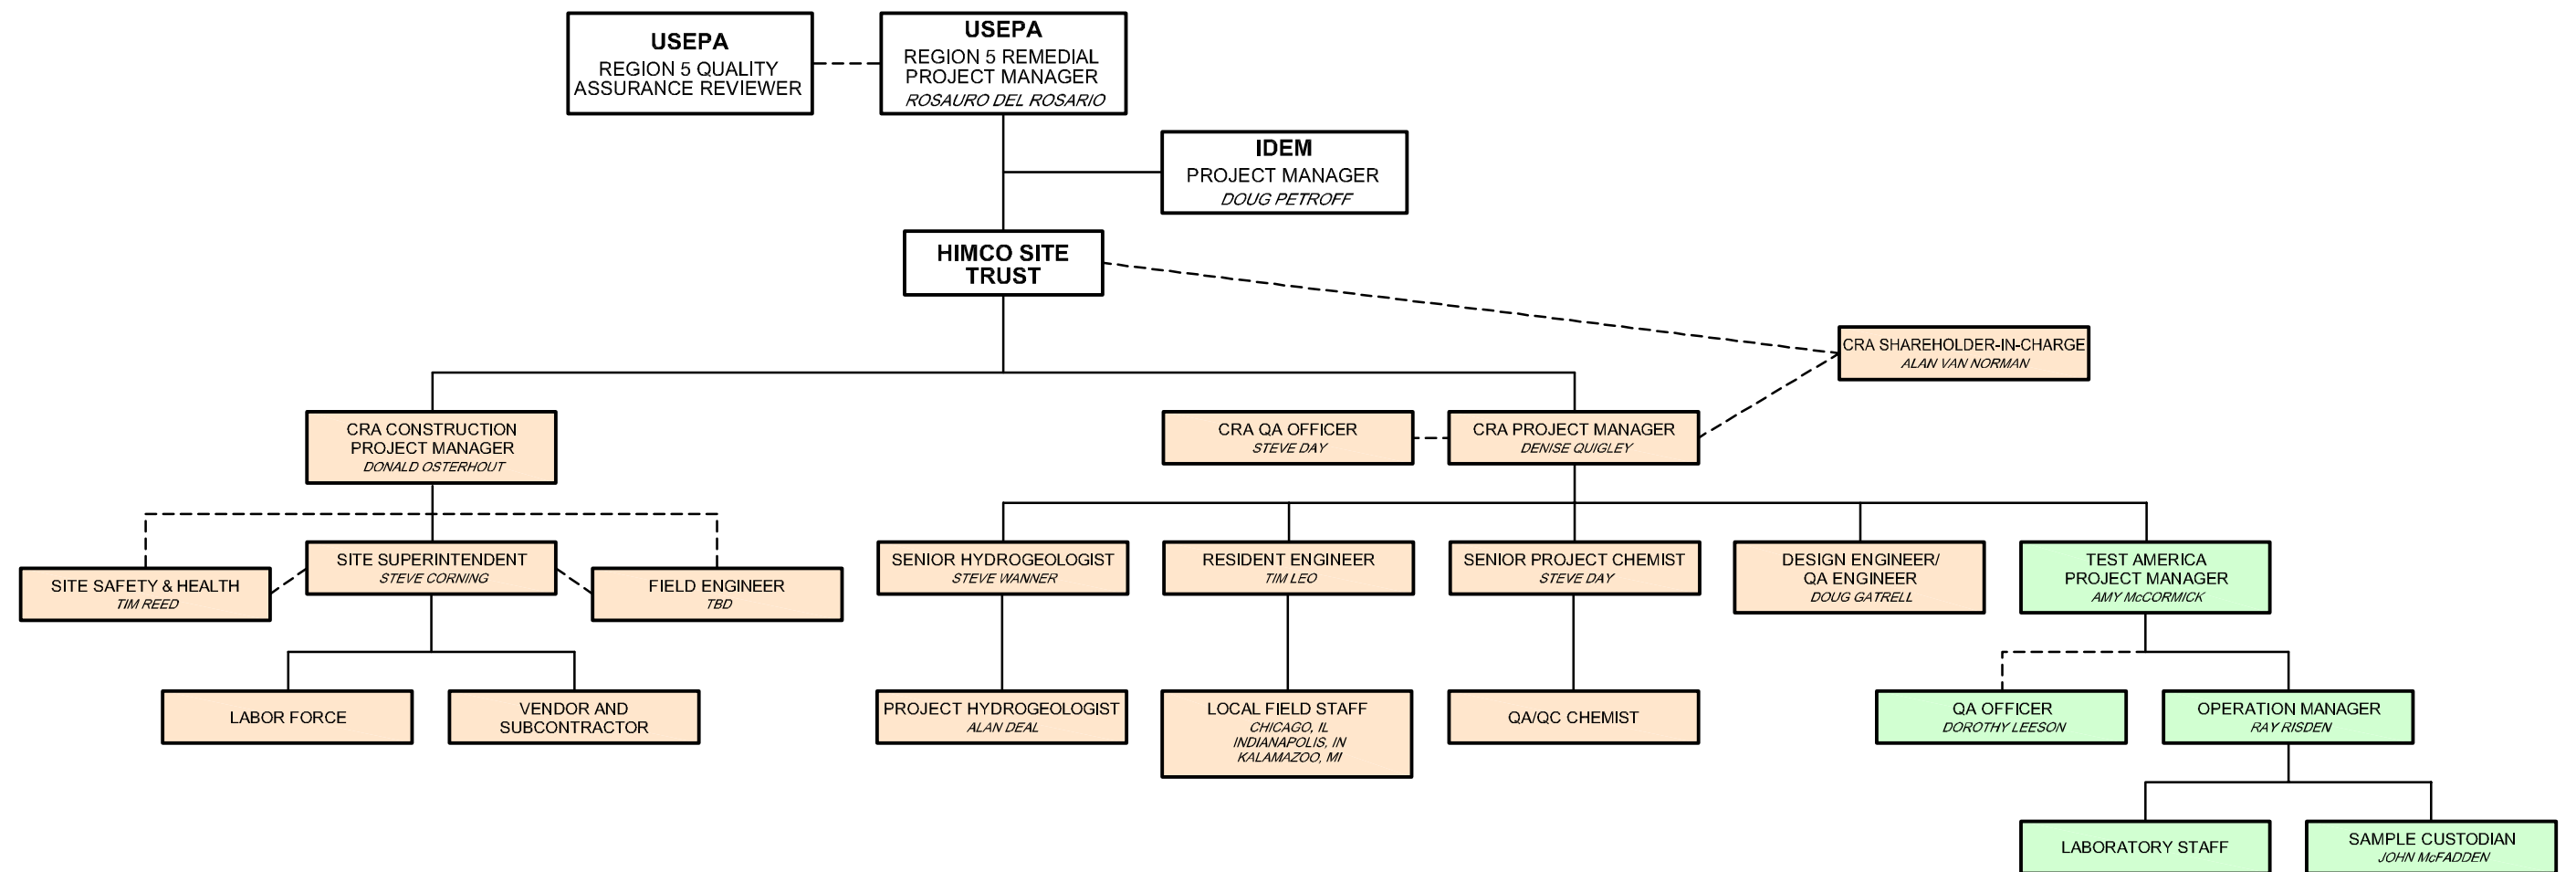 USEPA
REGION 5 QUALITY
ASSURANCE REVIEWER
USEPA
REGION 5 REMEDIAL
PROJECT MANAGER
ROSAURO DEL ROSARIO
IDEM
PROJECT MANAGER
DOUG PETROFF
HIMCO SITE
TRUST
CRA SHAREHOLDER-IN-CHARGE
ALAN VAN NORMAN
CRA CONSTRUCTION
PROJECT MANAGER
DONALD OSTERHOUT
CRA QA OFFICER
STEVE DAY
CRA PROJECT MANAGER
DENISE QUIGLEY
SITE SAFETY & HEALTH
TIM REED
SITE SUPERINTENDENT
STEVE CORNING
FIELD ENGINEER
TBD
SENIOR HYDROGEOLOGIST
STEVE WANNER
RESIDENT ENGINEER
TIM LEO
SENIOR PROJECT CHEMIST
STEVE DAY
DESIGN ENGINEER/
QA ENGINEER
DOUG GATRELL
TEST AMERICA
PROJECT MANAGER
AMY McCORMICK
LABOR FORCE
VENDOR AND
SUBCONTRACTOR
PROJECT HYDROGEOLOGIST
ALAN DEAL
LOCAL FIELD STAFF
CHICAGO, IL
INDIANAPOLIS, IN
KALAMAZOO, MI
QA/QC CHEMIST
QA OFFICER
DOROTHY LEESON
OPERATION MANAGER
RAY RISDEN
LABORATORY STAFF
SAMPLE CUSTODIAN
JOHN McFADDEN